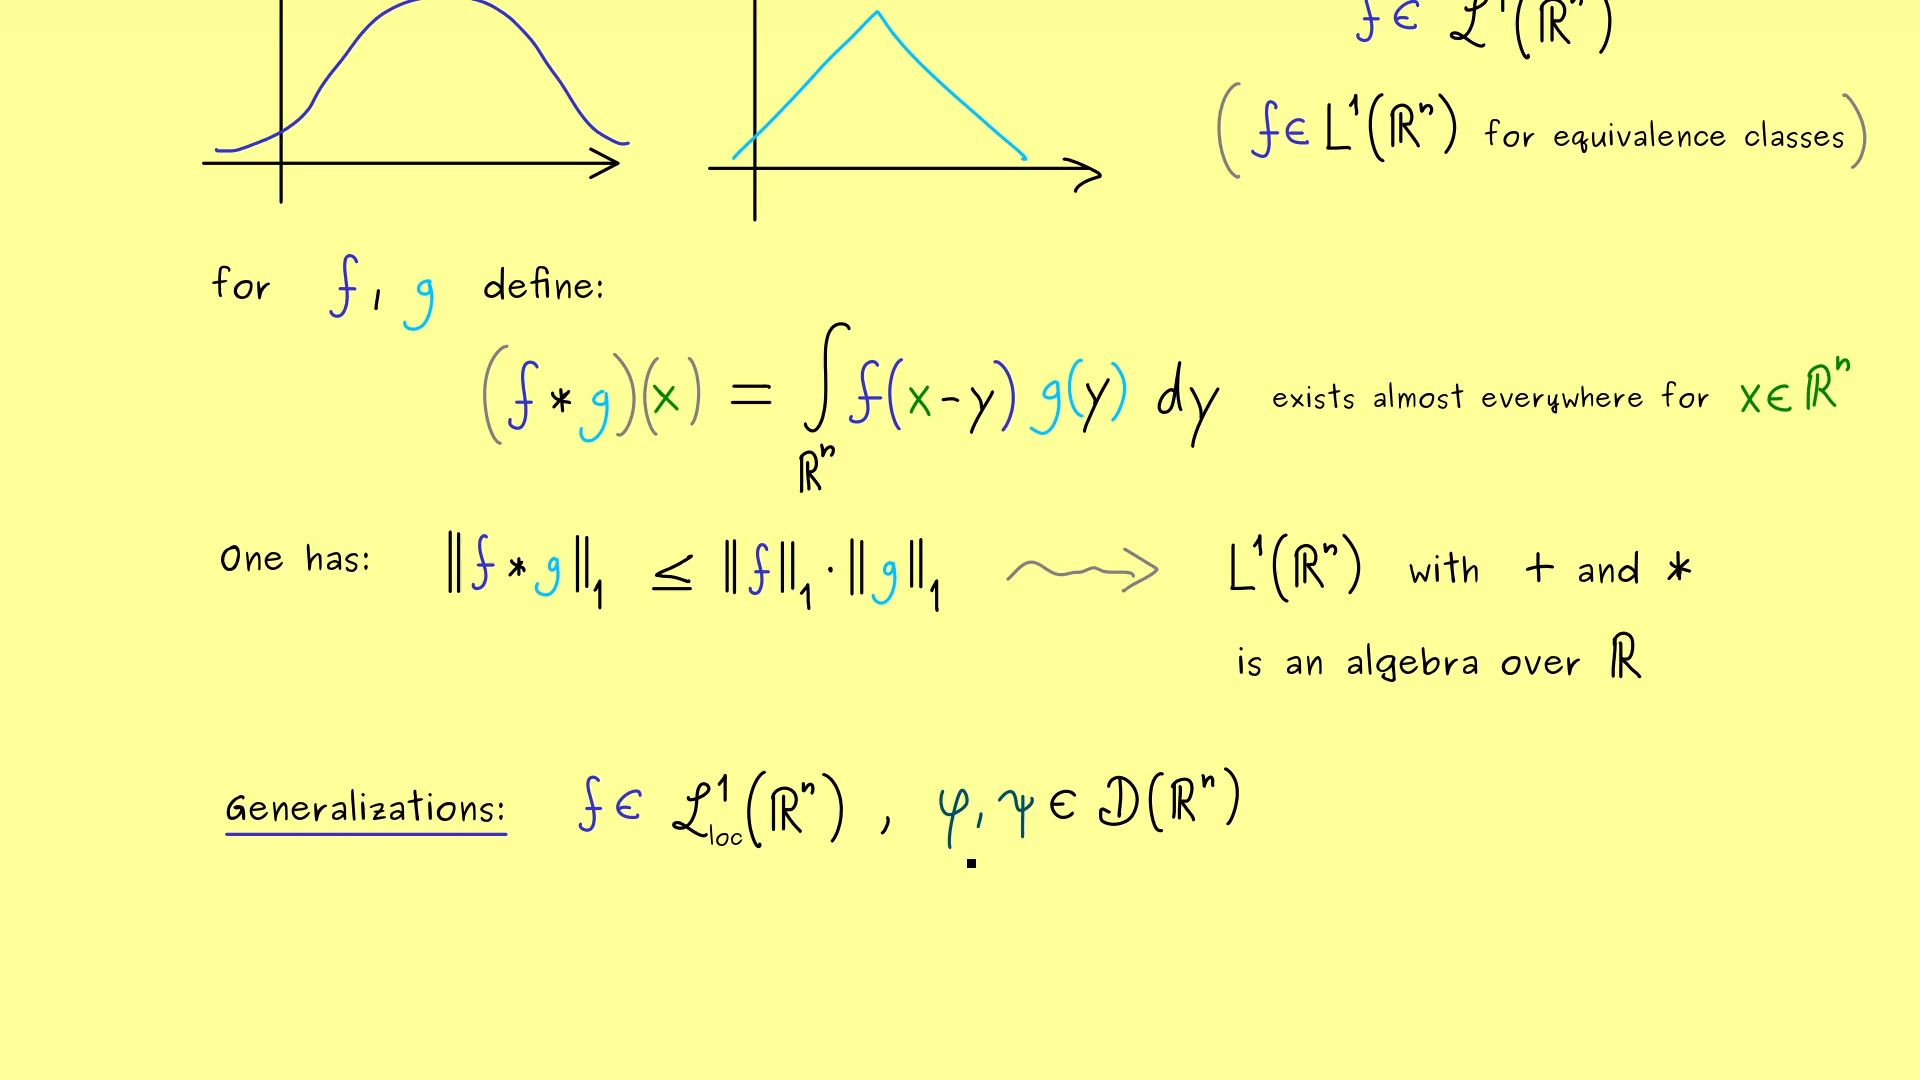 f ∈ ℒ¹(ℝⁿ)
(f ∈ L¹(ℝⁿ) for equivalence classes)
for f, g define:
(f * g)(x) = ∫ f(x-y) g(y) dy exists almost everywhere for x ∈ ℝⁿ
ℝⁿ
One has: ||f * g||₁ ≤ ||f||₁ · ||g||₁ ⇝ L¹(ℝⁿ) with + and *
is an algebra over ℝ
Generalizations: f ∈ ℒ¹_loc(ℝⁿ) , φ, ψ ∈ 𝒟(ℝⁿ)